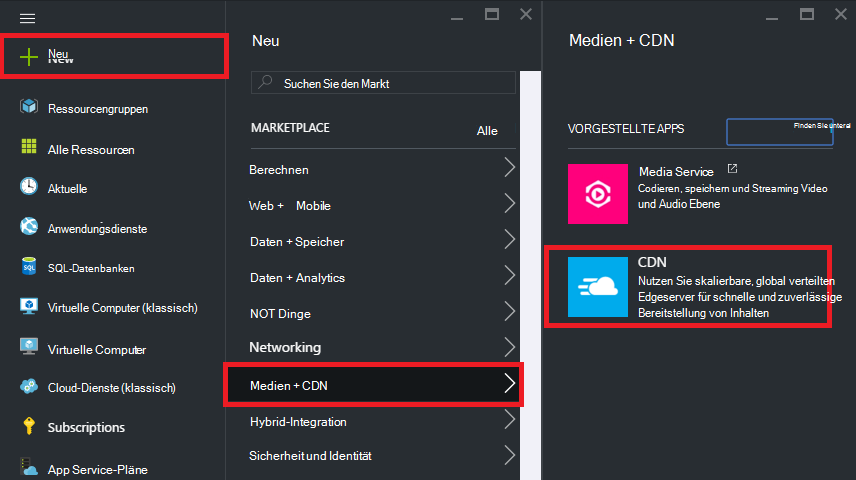 Neu
New
Ressourcengruppen
Alle Ressourcen
Aktuelle
Anwendungsdienste
SQL-Datenbanken
Virtuelle Computer (klassisch)
Virtuelle Computer
Cloud-Dienste (klassisch)
Subscriptions
App Service-Pläne
Neu
Suchen Sie den Markt
MARKETPLACE
Alle
Berechnen
Web + Mobile
Daten + Speicher
Daten + Analytics
NOT Dinge
Networking
Medien + CDN
Hybrid-Integration
Sicherheit und Identität
Medien + CDN
VORGESTELLTE APPS
Finden Sie unter
Media Service
Codieren, speichern und Streaming Video
und Audio Ebene
CDN
Nutzen Sie skalierbare, global verteilten
Edgeserver für schnelle und zuverlässige
Bereitstellung von Inhalten